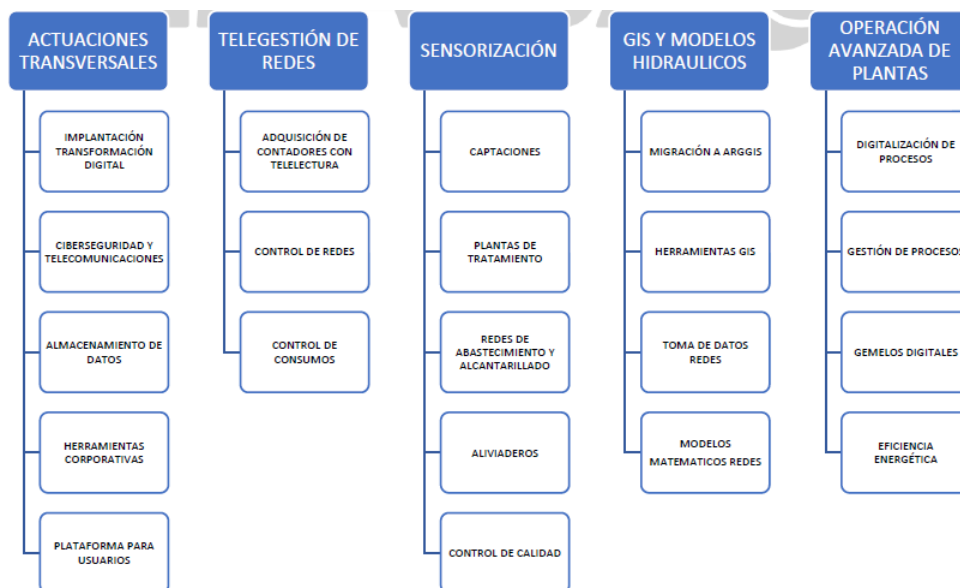 ACTUACIONES
TRANSVERSALES
IMPLANTACIÓN
TRANSFORMACIÓN
DIGITAL
CIBERSEGURIDAD Y
TELECOMUNICACIONES
ALMACENAMIENTO DE
DATOS
HERRAMIENTAS
CORPORATIVAS
PLATAFORMA PARA
USUARIOS
TELEGESTIÓN DE
REDES
ADQUISICIÓN DE
CONTADORES CON
TELELECTURA
CONTROL DE REDES
CONTROL DE
CONSUMOS
SENSORIZACIÓN
CAPTACIONES
PLANTAS DE
TRATAMIENTO
REDES DE
ABASTECIMIENTO Y
ALCANTARILLADO
ALIVIADEROS
CONTROL DE CALIDAD
GIS Y MODELOS
HIDRAULICOS
MIGRACIÓN A ARGGIS
HERRAMIENTAS GIS
TOMA DE DATOS
REDES
MODELOS
MATEMATICOS REDES
OPERACIÓN
AVANZADA DE
PLANTAS
DIGITALIZACIÓN DE
PROCESOS
GESTIÓN DE PROCESOS
GEMELOS DIGITALES
EFICIENCIA
ENERGÉTICA